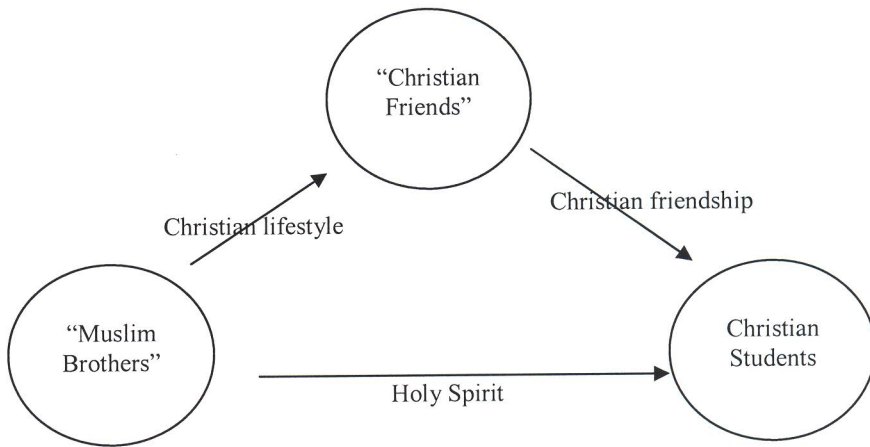 “Christian
Friends”
Christian lifestyle
Christian friendship
“Muslim
Brothers”
Christian
Students
Holy Spirit